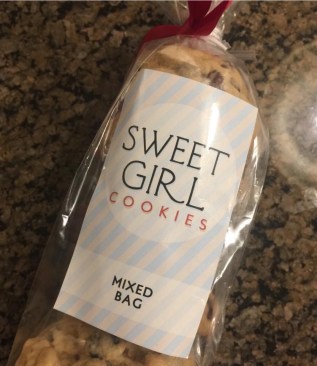 SWEET
GIRL
COOKIES
MIXED
BAG